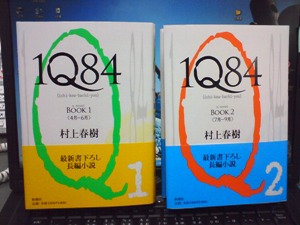 1Q84
BOOK 1
〈4月-6月〉
村上春樹
最新書下ろし
長編小説
1
1Q84
BOOK 2
〈7月-9月〉
村上春樹
最新書下ろし
長編小説
2